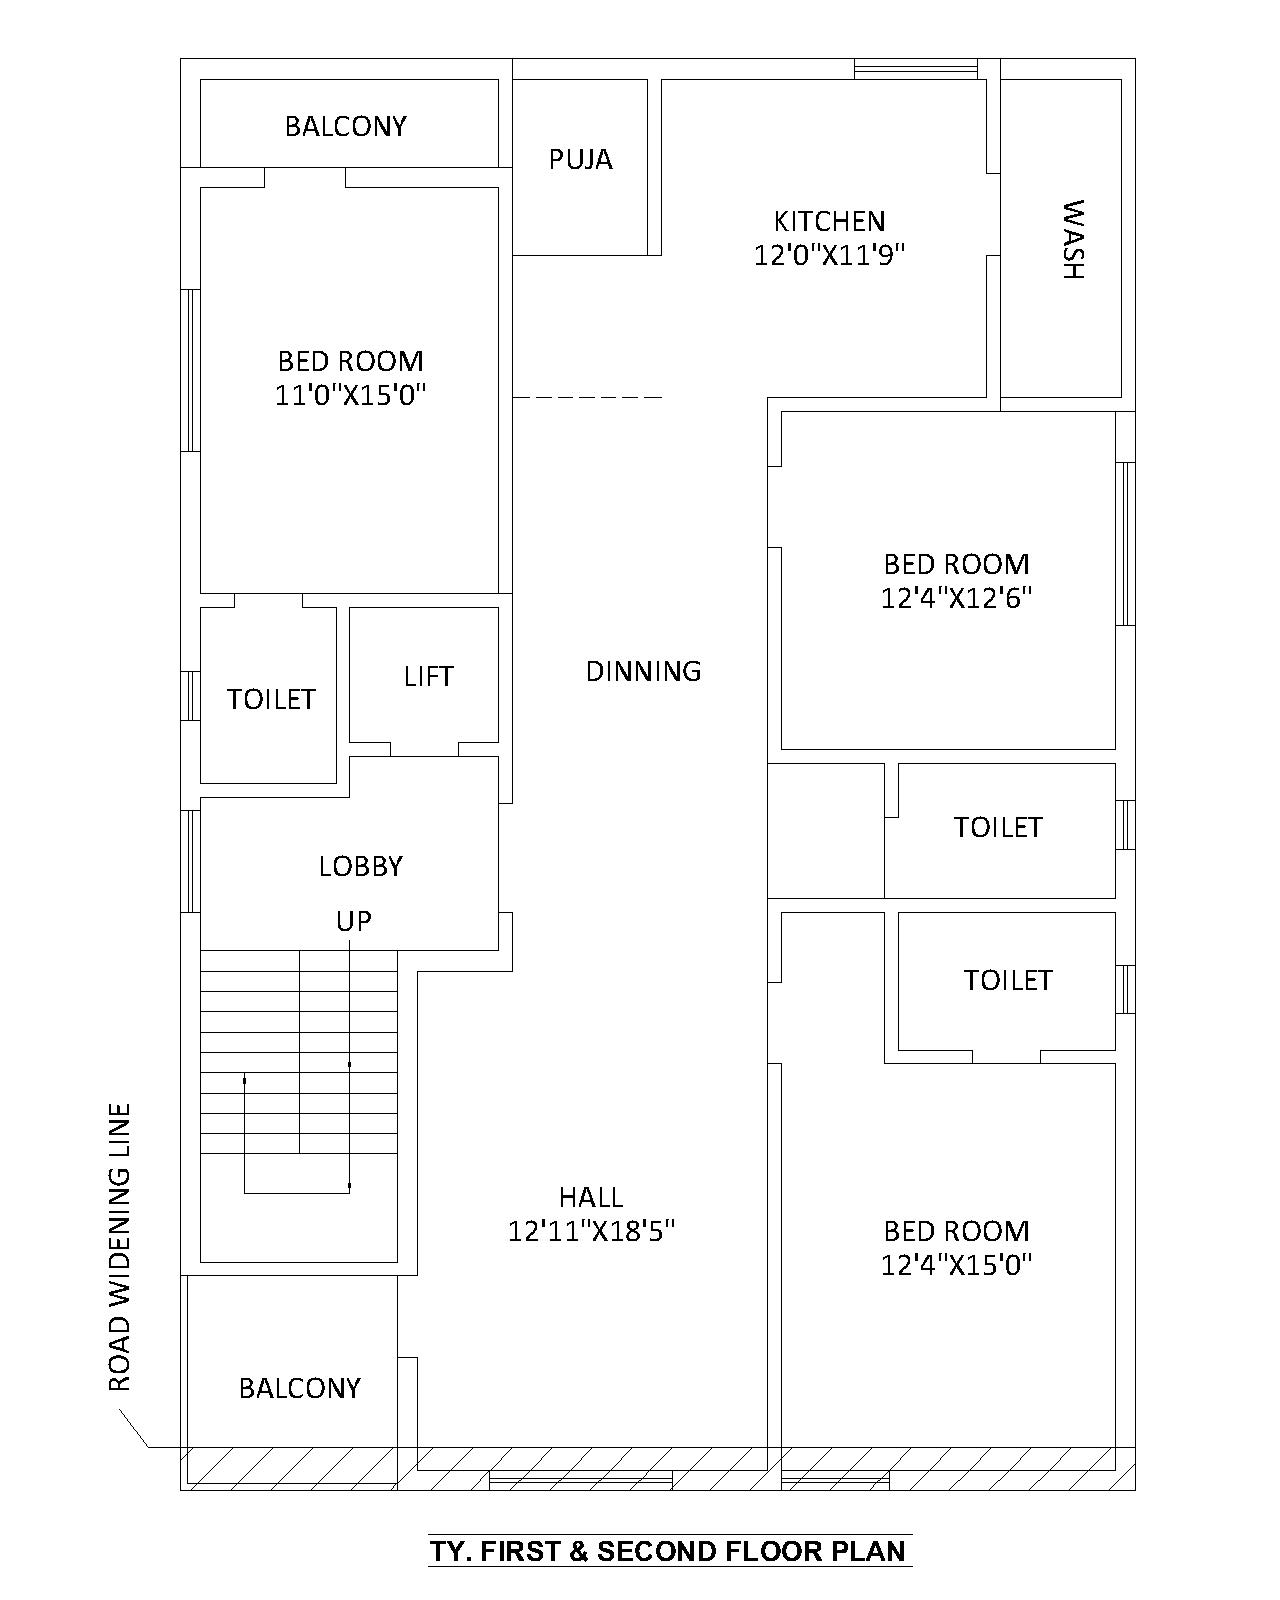 BALCONY
PUJA
KITCHEN
12'0"X11'9"
WASH
BED ROOM
11'0"X15'0"
BED ROOM
12'4"X12'6"
DINNING
LIFT
TOILET
TOILET
LOBBY
UP
TOILET
HALL
12'11"X18'5"
BED ROOM
12'4"X15'0"
ROAD WIDENING LINE
BALCONY
TY. FIRST & SECOND FLOOR PLAN